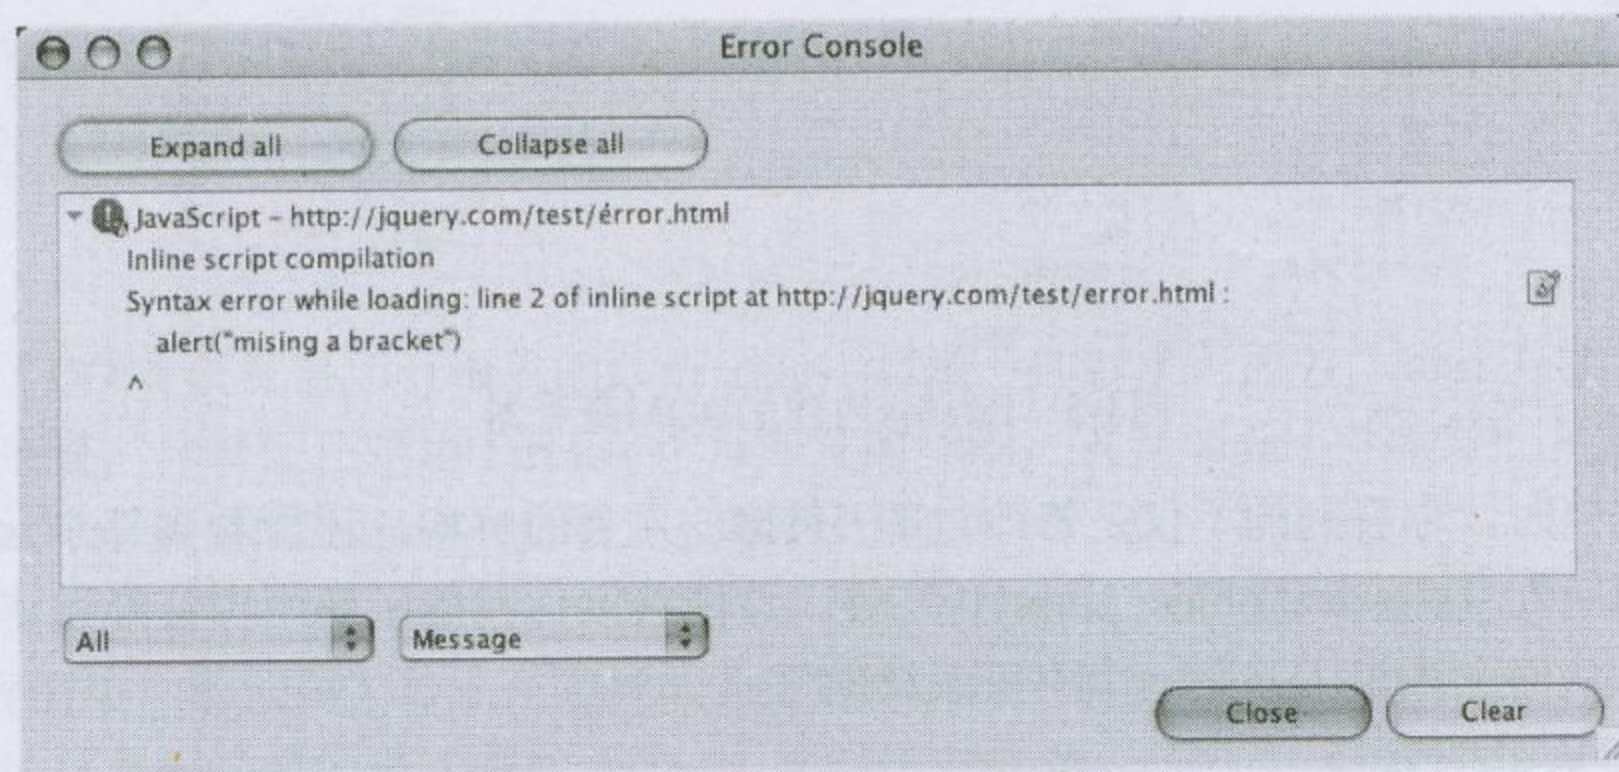 Error Console
Expand all
Collapse all
JavaScript – http://jquery.com/test/érror.html
Inline script compilation
Syntax error while loading: line 2 of inline script at http://jquery.com/test/error.html :
alert("mising a bracket")
^
All
Message
Close
Clear